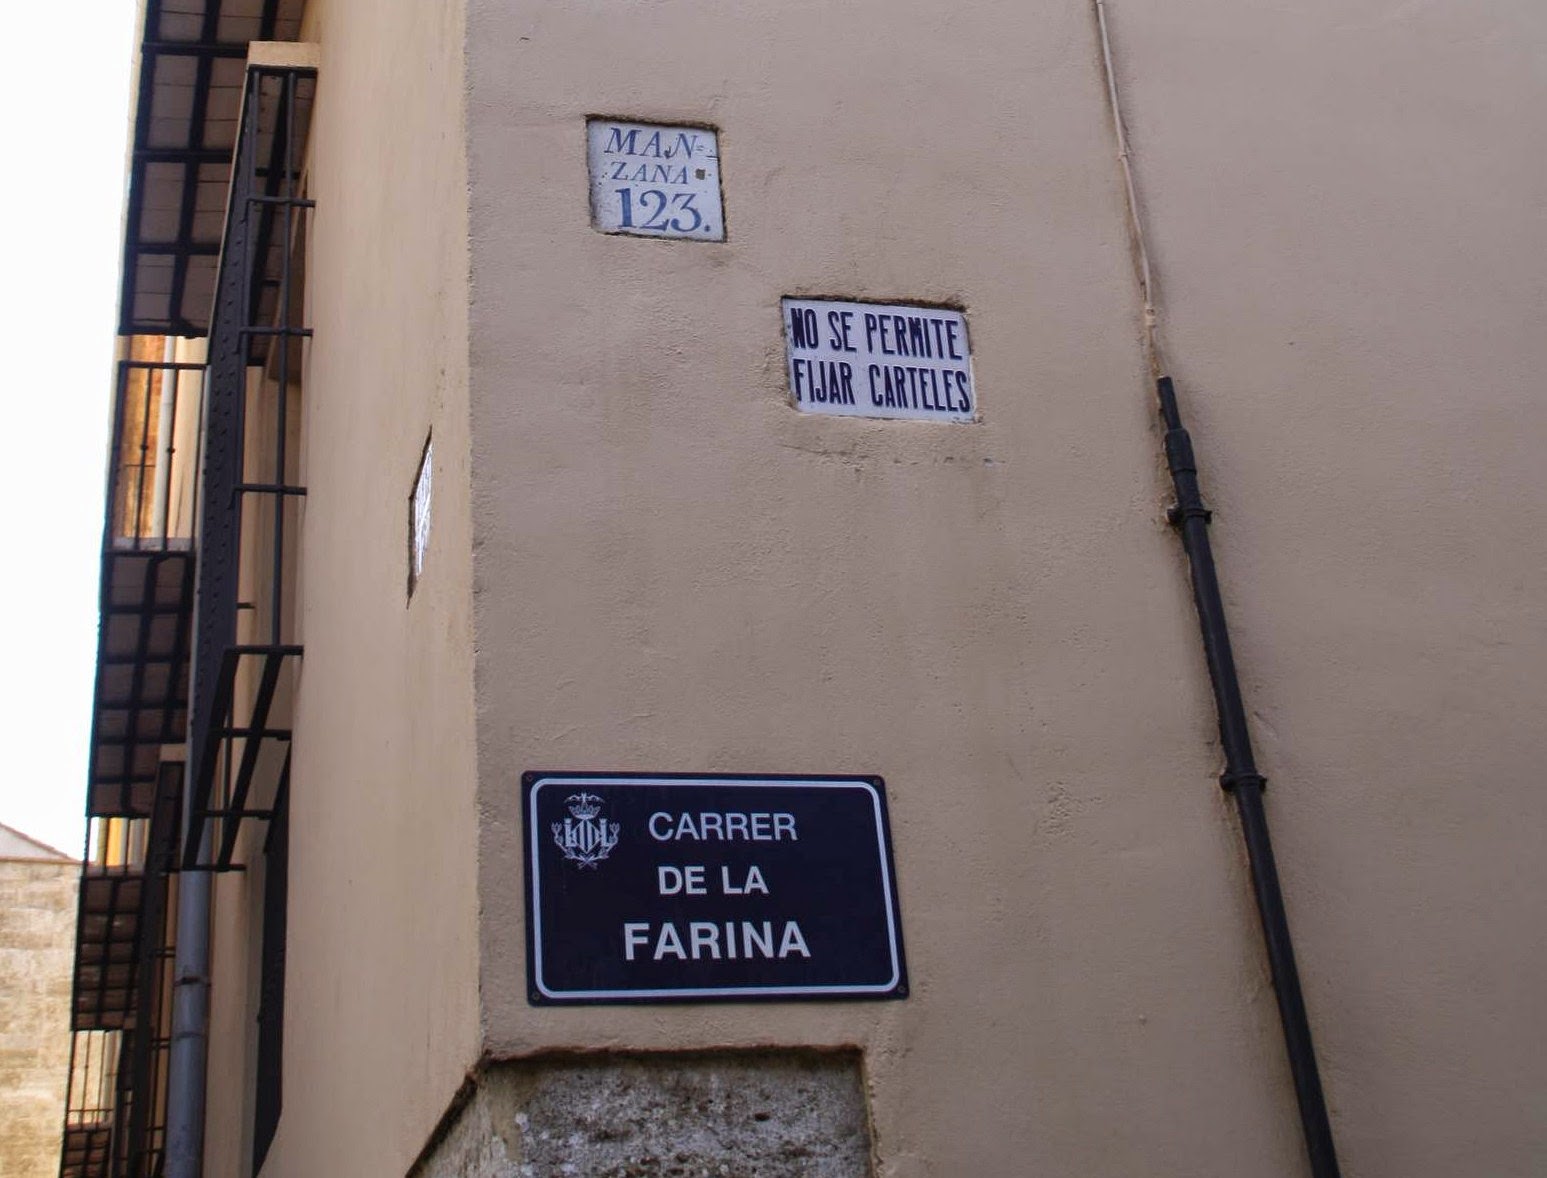 MAN=
ZANA
123.
NO SE PERMITE
FIJAR CARTELES
CARRER
DE LA
FARINA